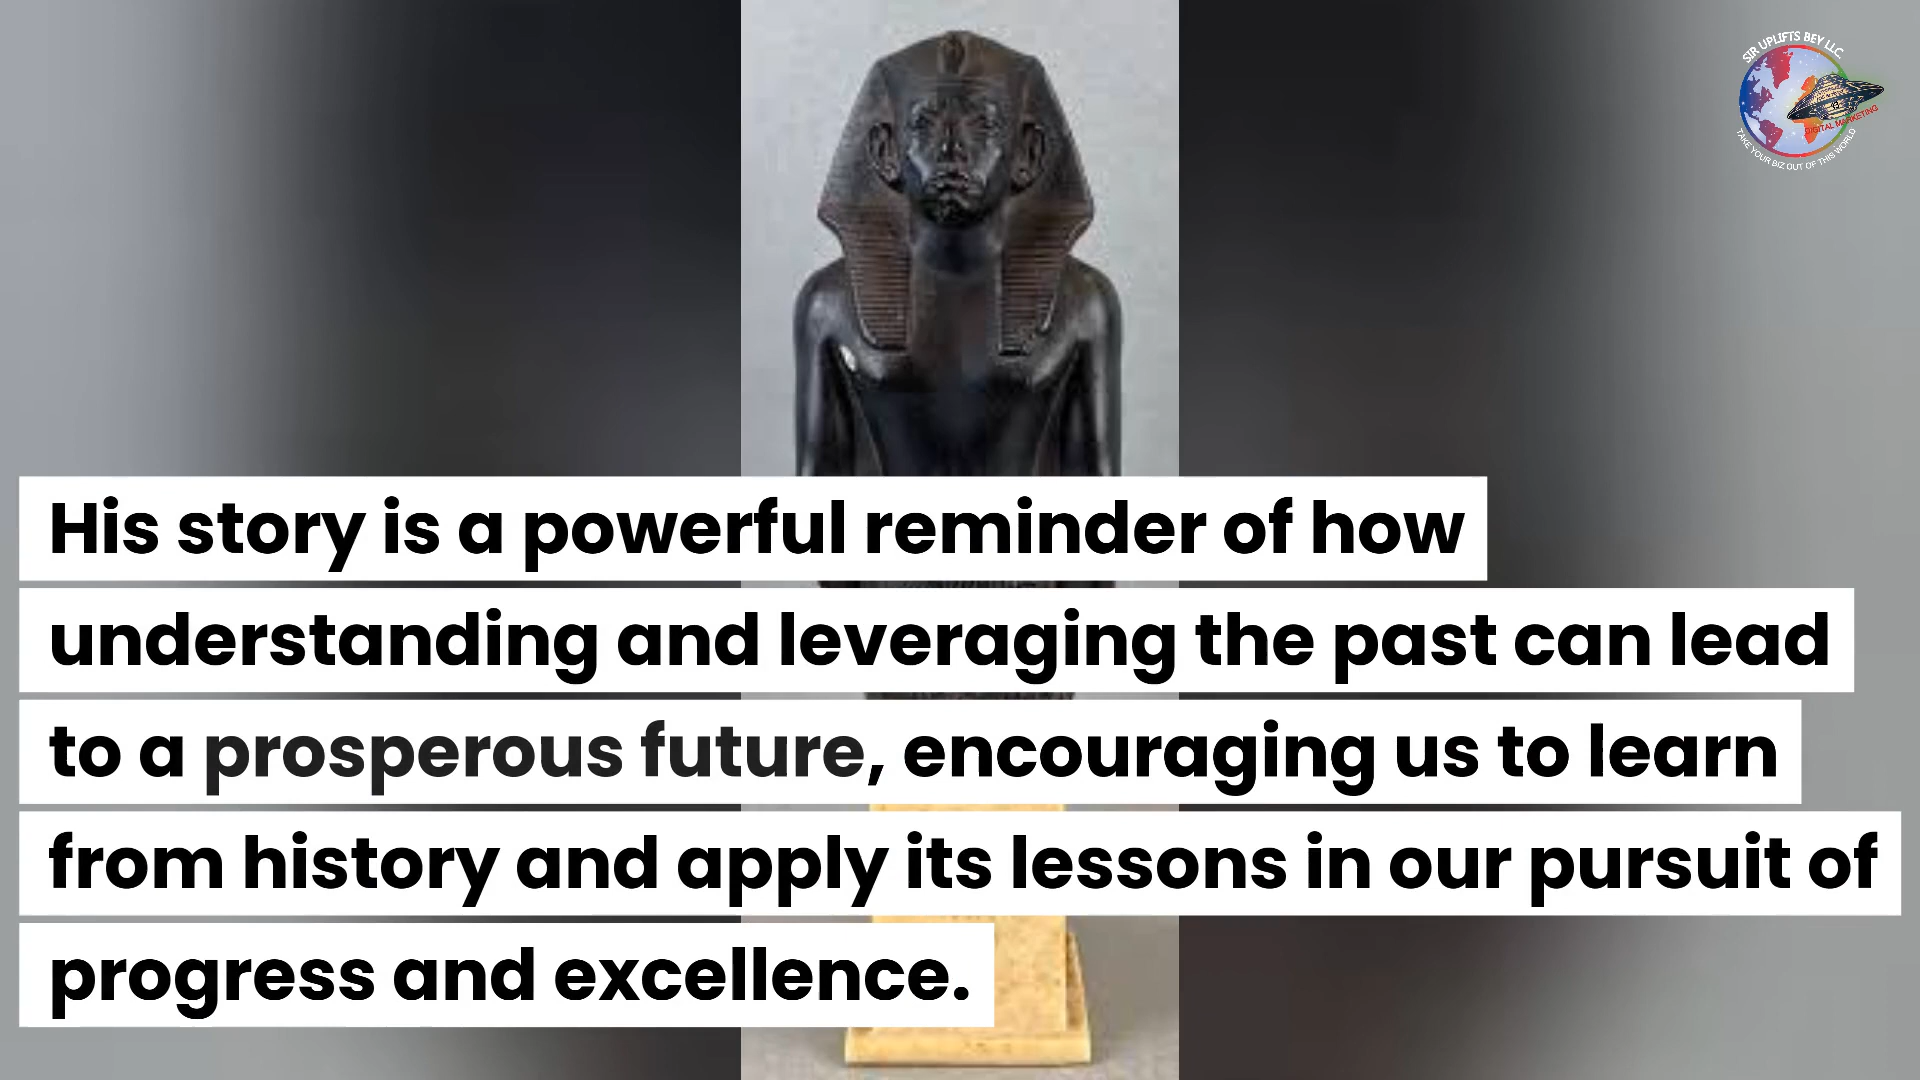 SIR UPLIFTS BEY LLC.
DIGITAL MARKETING
TAKE YOUR BIZ OUT OF THIS WORLD
His story is a powerful reminder of how
understanding and leveraging the past can lead
to a prosperous future, encouraging us to learn
from history and apply its lessons in our pursuit of
progress and excellence.